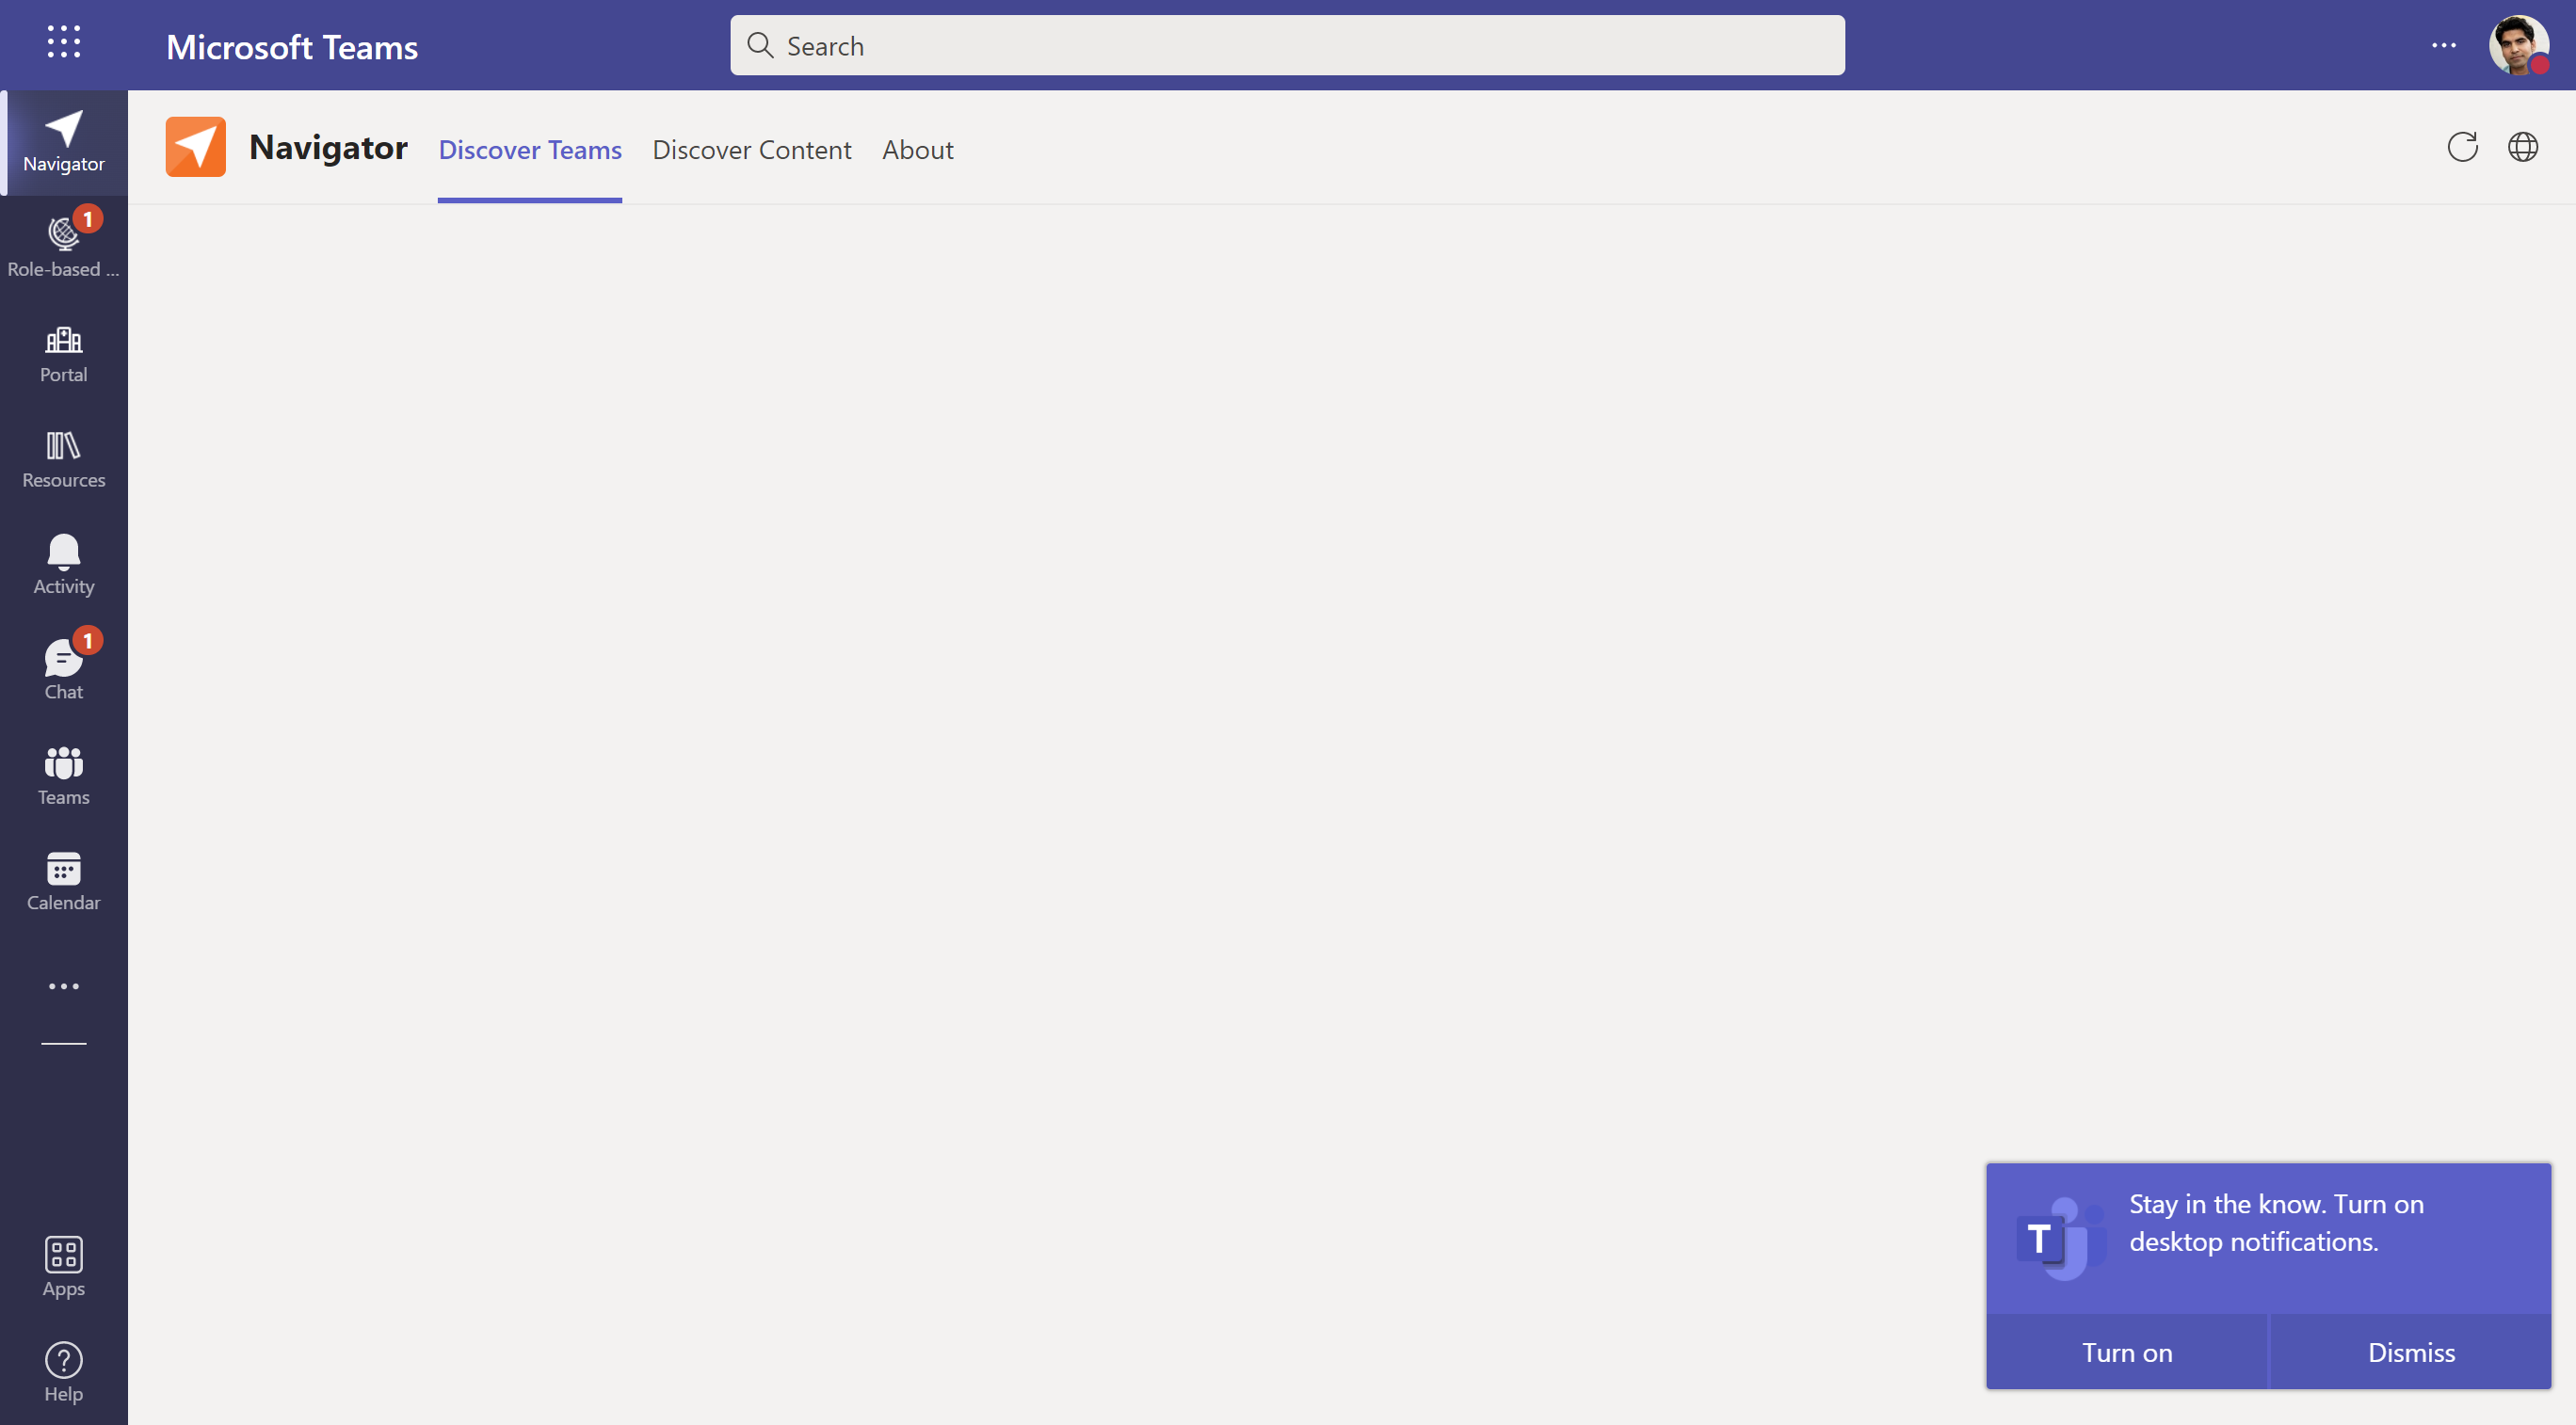 Microsoft Teams
Search
Navigator
Discover Teams
Discover Content
About
Navigator
1
Role-based ...
Portal
Resources
Activity
1
Chat
Teams
Calendar
Apps
Help
T
Stay in the know. Turn on
desktop notifications.
Turn on
Dismiss